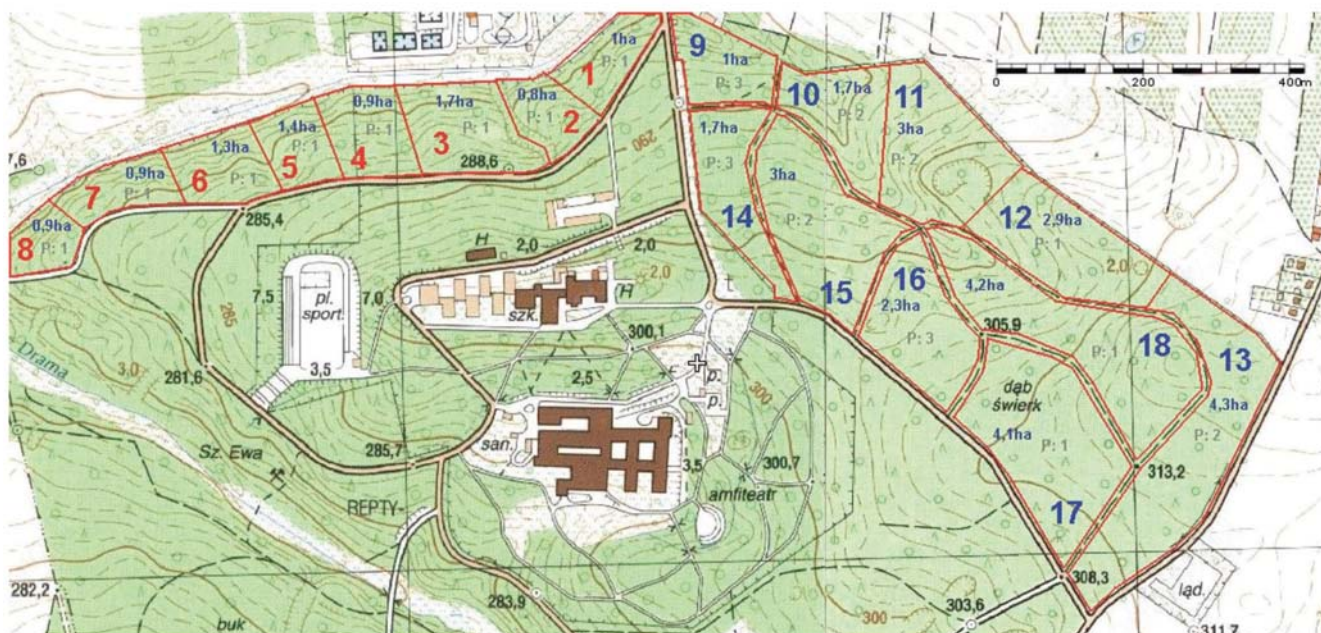 1ha
P: 1
1
9
1ha
P: 3
10
1,7ha
P: 2
11
3ha
P: 2
0
200
400m
0,8ha
P: 1
2
1,7ha
P: 1
3
0,9ha
P: 1
4
1,4ha
P: 1
5
1,3ha
P: 1
6
0,9ha
P: 1
7
0,9ha
P: 1
8
7,6
288,6
290
285,4
1,7ha
P: 3
14
3ha
P: 2
15
12
2,9ha
P: 1
2,0
16
2,3ha
P: 3
4,2ha
P: 1
18
13
4,3ha
P: 2
305,9
dąb
świerk
4,1ha
P: 1
17
313,2
308,3
303,6
300
ląd.
311,7
H
2,0
2,0
2,0
H
szk.
7,5
pl.
sport.
7,0
3,5
285
281,6
Drama
3,0
300,1
2,5
p.
p.
300
san.
3,5
300,7
amfiteatr
285,7
Sz. Ewa
REPTY
282,2
283,9
buk